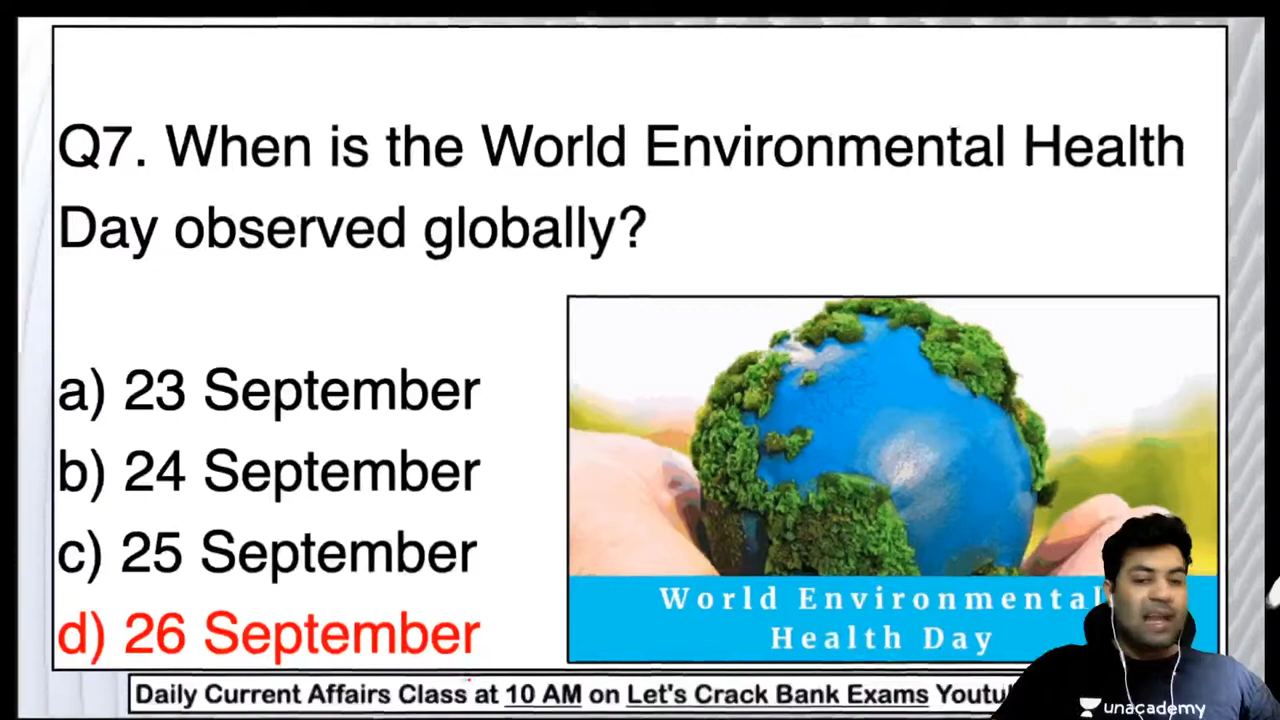 Q7. When is the World Environmental Health
Day observed globally?
a) 23 September
b) 24 September
c) 25 September
d) 26 September
World Environmental
Health Day
Daily Current Affairs Class at 10 AM on Let's Crack Bank Exams
unacademy